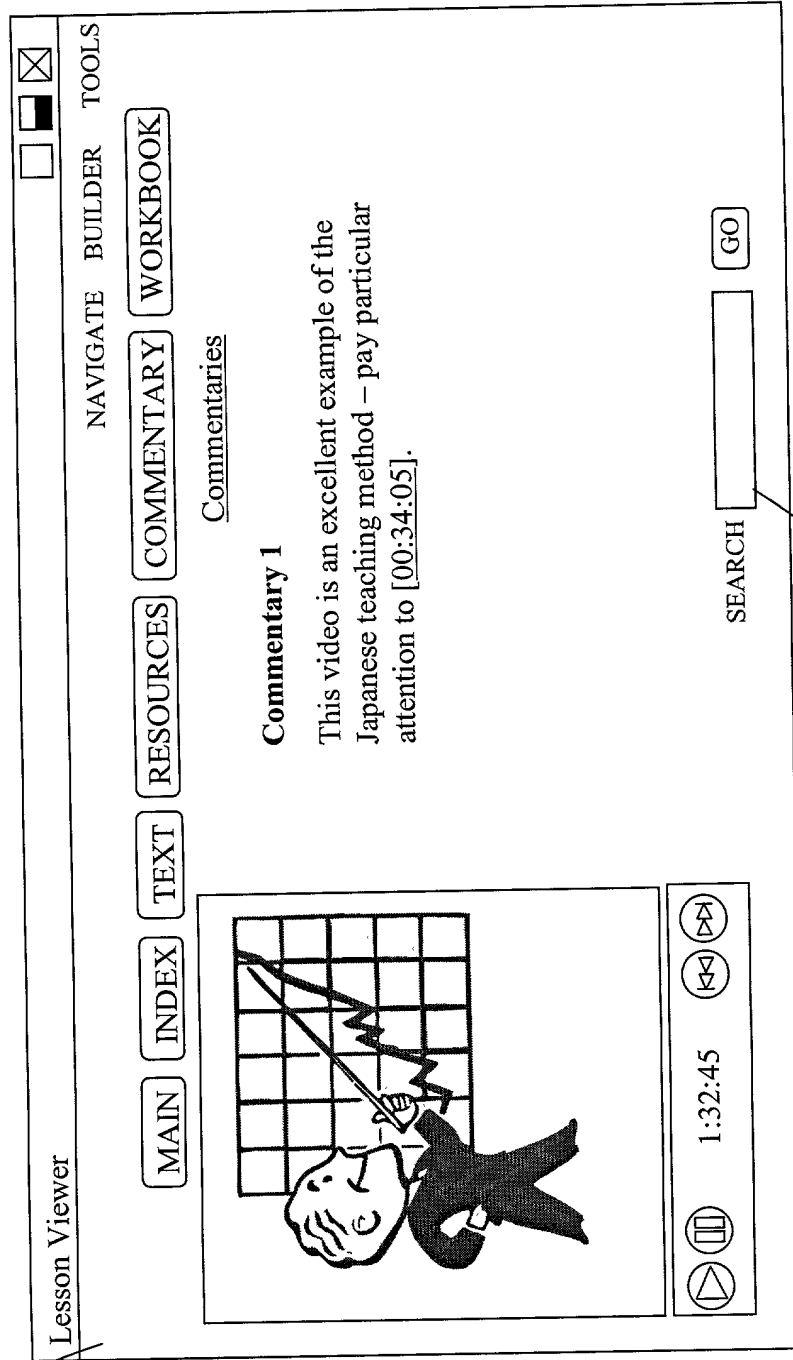 Lesson Viewer
NAVIGATE BUILDER TOOLS
MAIN INDEX TEXT RESOURCES COMMENTARY WORKBOOK
Commentaries
Commentary 1
This video is an excellent example of the
Japanese teaching method – pay particular
attention to [00:34:05].
1:32:45
SEARCH GO